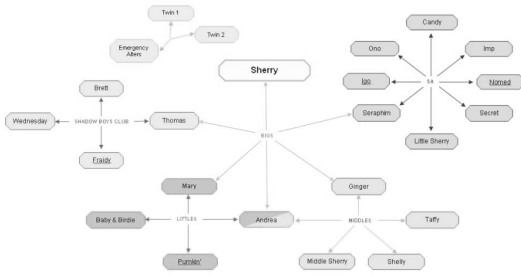 Twin 1
Twin 2
Emergency
Alters
Sherry
Candy
Ono
Imp
Igo
SA
Nomed
Seraphim
Secret
Little Sherry
Brett
Wednesday
SHADOW BOYS CLUB
Thomas
Fraidy
BIGS
Mary
Ginger
Baby & Birdie
LITTLES
Andrea
MIDDLES
Taffy
Pumkin'
Middle Sherry
Shelly